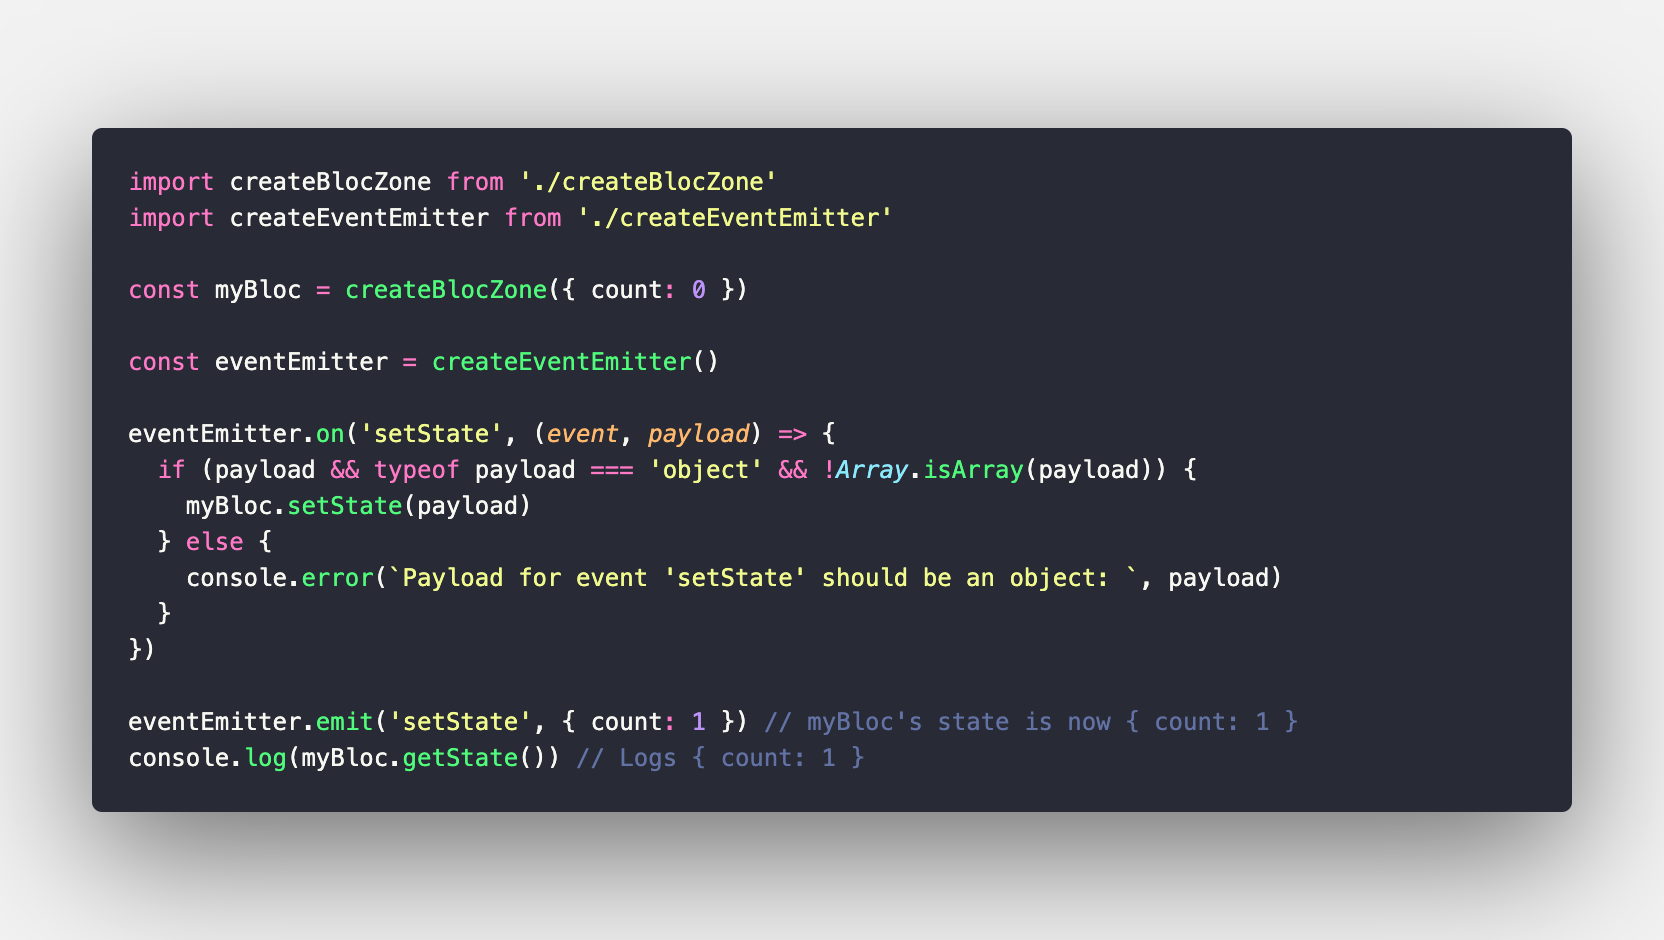 import createBlocZone from './createBlocZone'
import createEventEmitter from './createEventEmitter'

const myBloc = createBlocZone({ count: 0 })

const eventEmitter = createEventEmitter()

eventEmitter.on('setState', (event, payload) => {
  if (payload && typeof payload === 'object' && !Array.isArray(payload)) {
    myBloc.setState(payload)
  } else {
    console.error(`Payload for event 'setState' should be an object: `, payload)
  }
})

eventEmitter.emit('setState', { count: 1 }) // myBloc's state is now { count: 1 }
console.log(myBloc.getState()) // Logs { count: 1 }